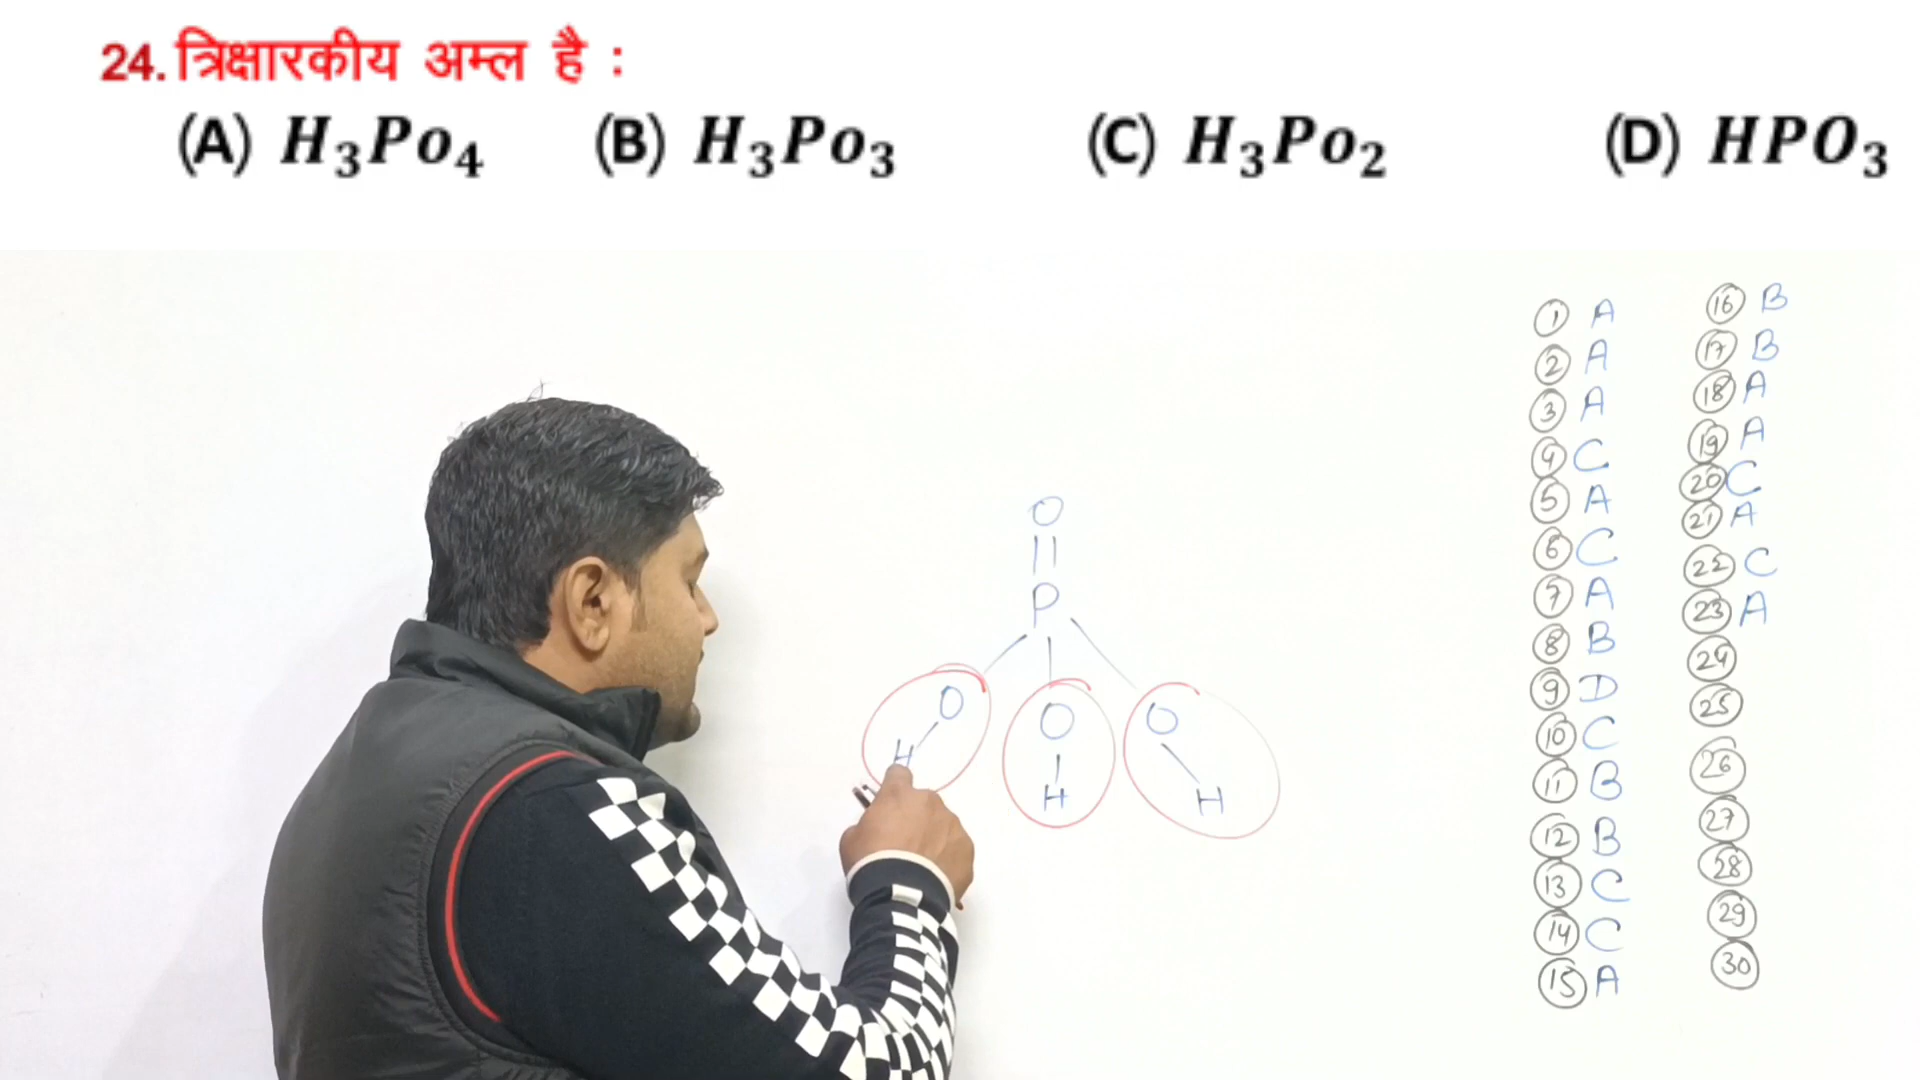 24. त्रिक्षारकीय अम्ल है :
(A) H₃Po₄ (B) H₃Po₃ (C) H₃Po₂ (D) HPO₃
O
||
P
O O O
H H H
1 A
2 A
3 A
4 C
5 A
6 C
7 A
8 B
9 D
10 C
11 B
12 B
13 C
14 C
15 A
16 B
17 B
18 A
19 A
20 C
21 A
22 C
23 A
24
25
26
27
28
29
30